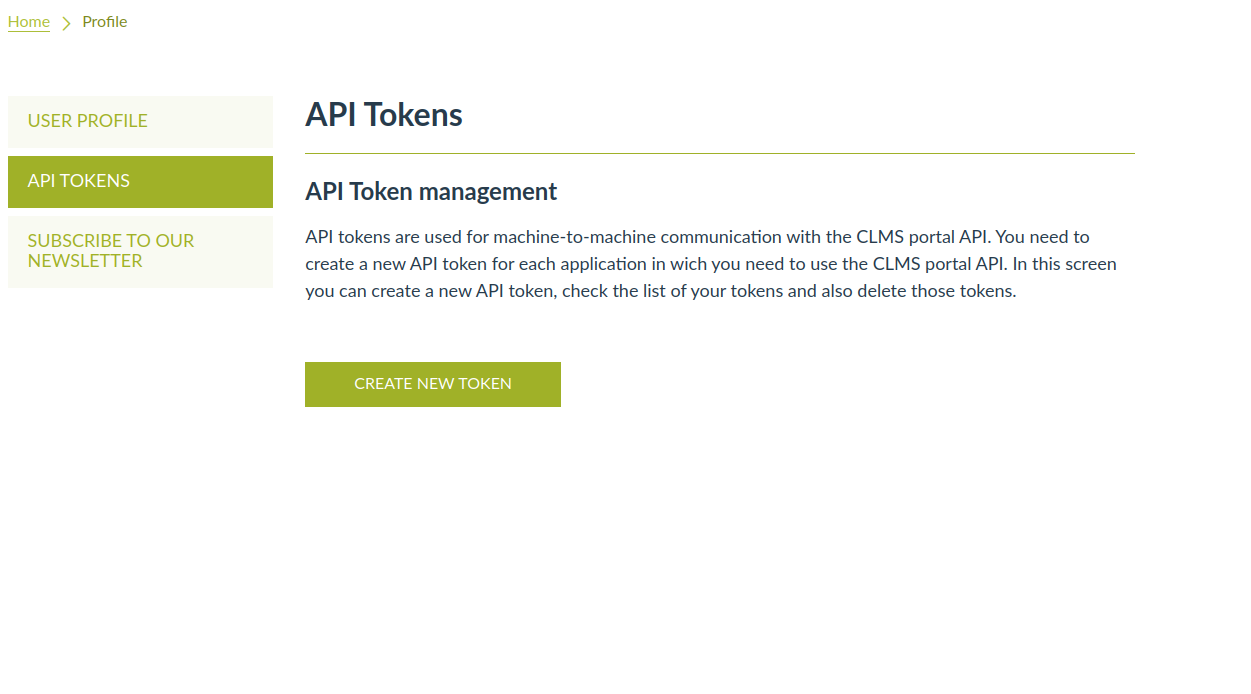 Home
Profile
USER PROFILE
API TOKENS
SUBSCRIBE TO OUR
NEWSLETTER
API Tokens
API Token management
API tokens are used for machine-to-machine communication with the CLMS portal API. You need to
create a new API token for each application in wich you need to use the CLMS portal API. In this screen
you can create a new API token, check the list of your tokens and also delete those tokens.
CREATE NEW TOKEN